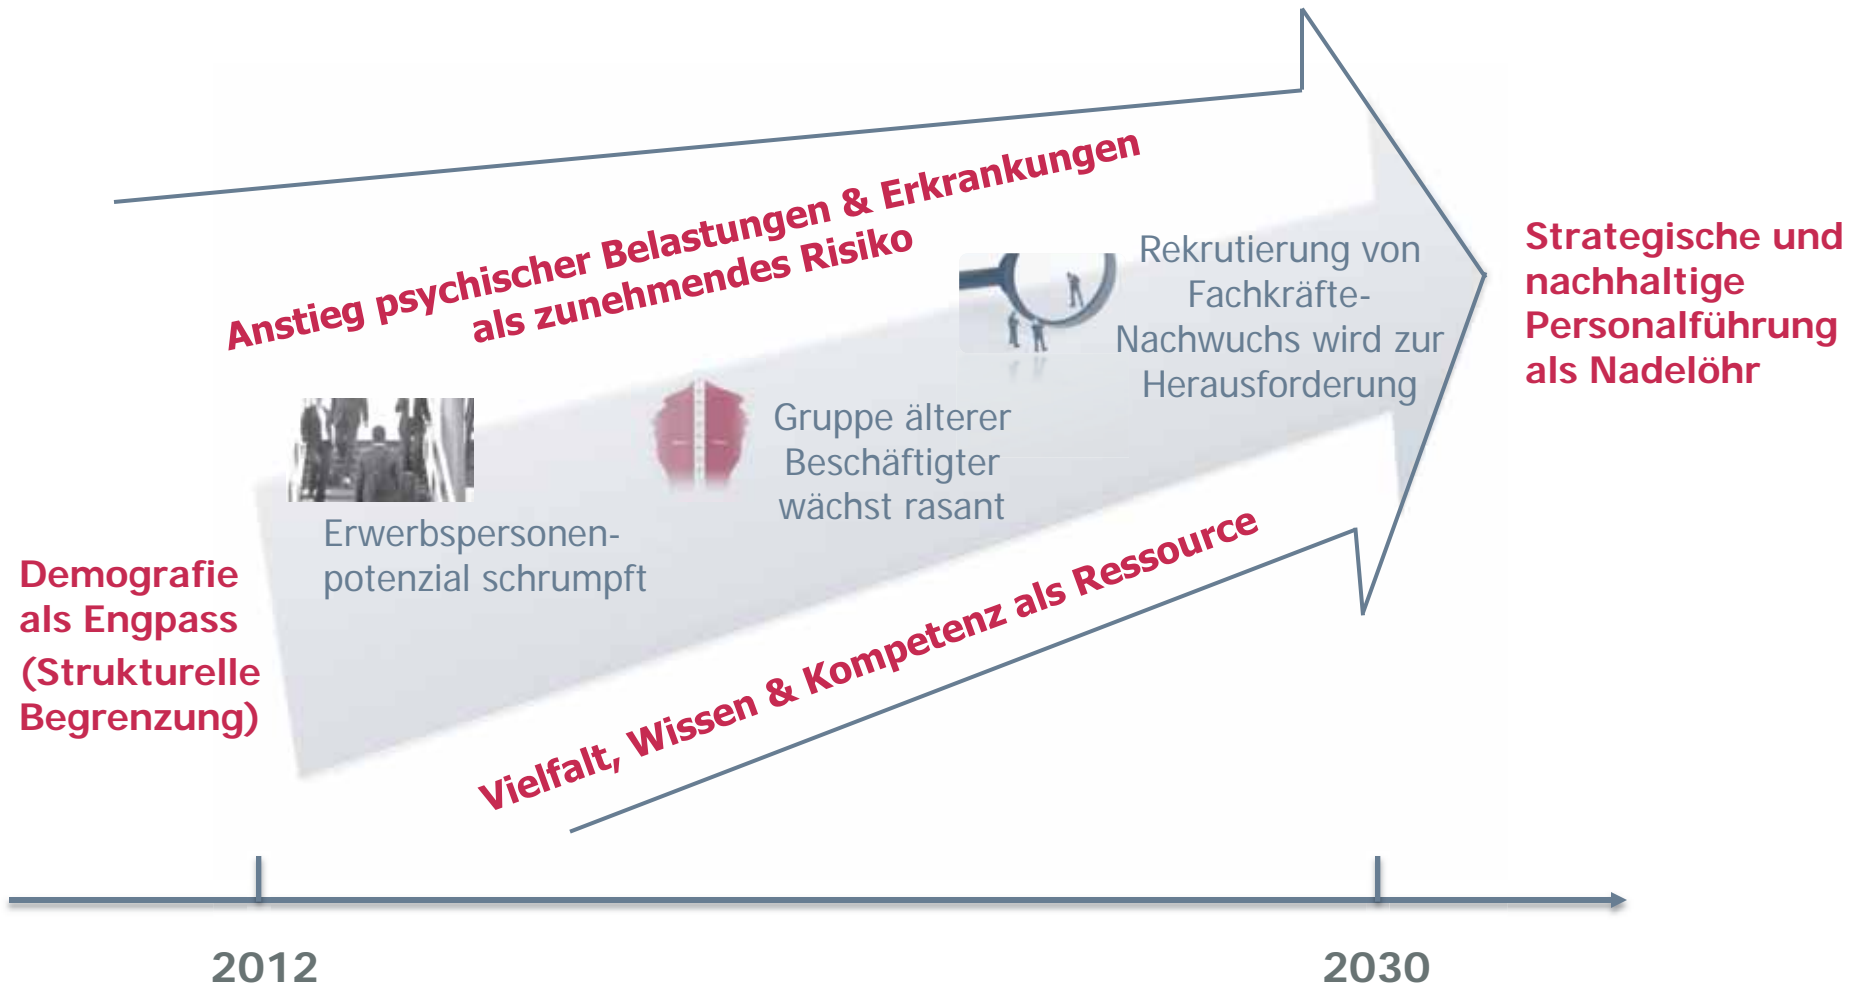 Anstieg psychischer Belastungen & Erkrankungen
als zunehmendes Risiko
Rekrutierung von
Fachkräfte-
Nachwuchs wird zur
Herausforderung
Strategische und
nachhaltige
Personalführung
als Nadelöhr
Gruppe älterer
Beschäftigter
wächst rasant
Erwerbspersonen-
potenzial schrumpft
Demografie
als Engpass
(Strukturelle
Begrenzung)
Vielfalt, Wissen & Kompetenz als Ressource
2012
2030